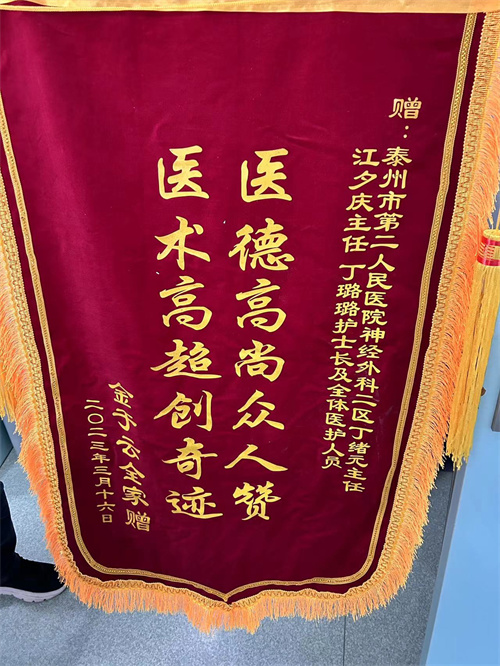 赠：泰州市第二人民医院神经外科二区丁绪元主任
江夕庆主任 丁璐璐护士长及全体医护人员
医德高尚众人赞
医术高超创奇迹
金子云全家赠
二〇二三年三月十六日